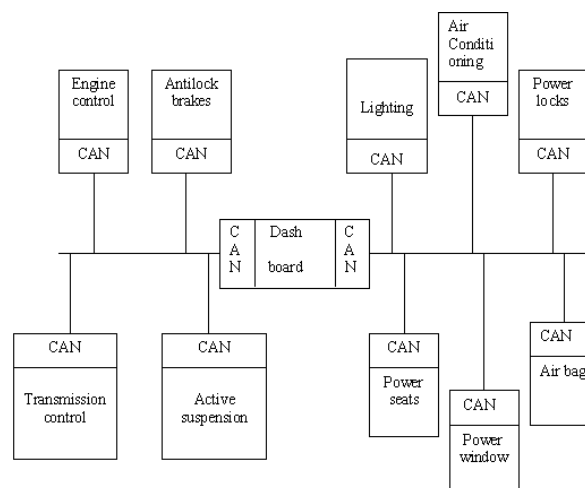 Engine
control
CAN
Antilock
brakes
CAN
Lighting
CAN
Air
Conditi
oning
CAN
Power
locks
CAN
C
A
N
Dash
board
C
A
N
CAN
Transmission
control
CAN
Active
suspension
CAN
Power
seats
CAN
Power
window
CAN
Air bag